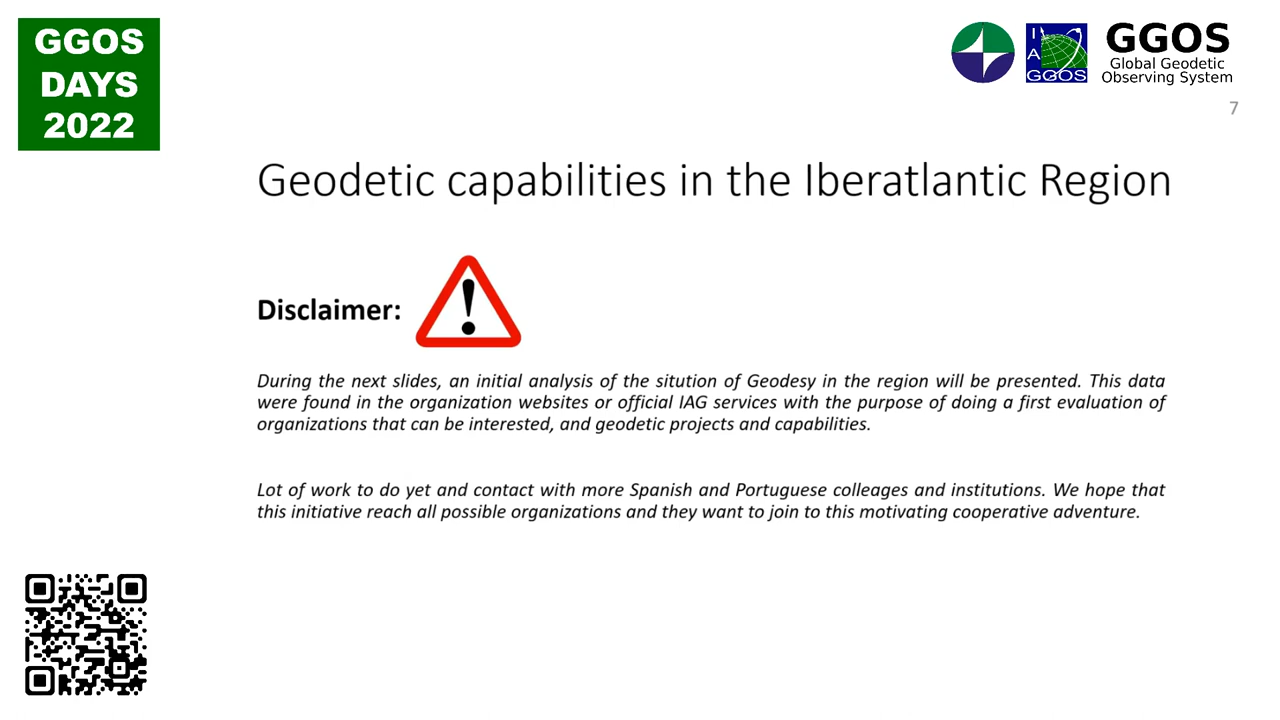 GGOS
DAYS
2022
I
A
GGOS
GGOS
Global Geodetic
Observing System
7
Geodetic capabilities in the Iberatlantic Region
Disclaimer:
During the next slides, an initial analysis of the sitution of Geodesy in the region will be presented. This data
were found in the organization websites or official IAG services with the purpose of doing a first evaluation of
organizations that can be interested, and geodetic projects and capabilities.
Lot of work to do yet and contact with more Spanish and Portuguese colleages and institutions. We hope that
this initiative reach all possible organizations and they want to join to this motivating cooperative adventure.